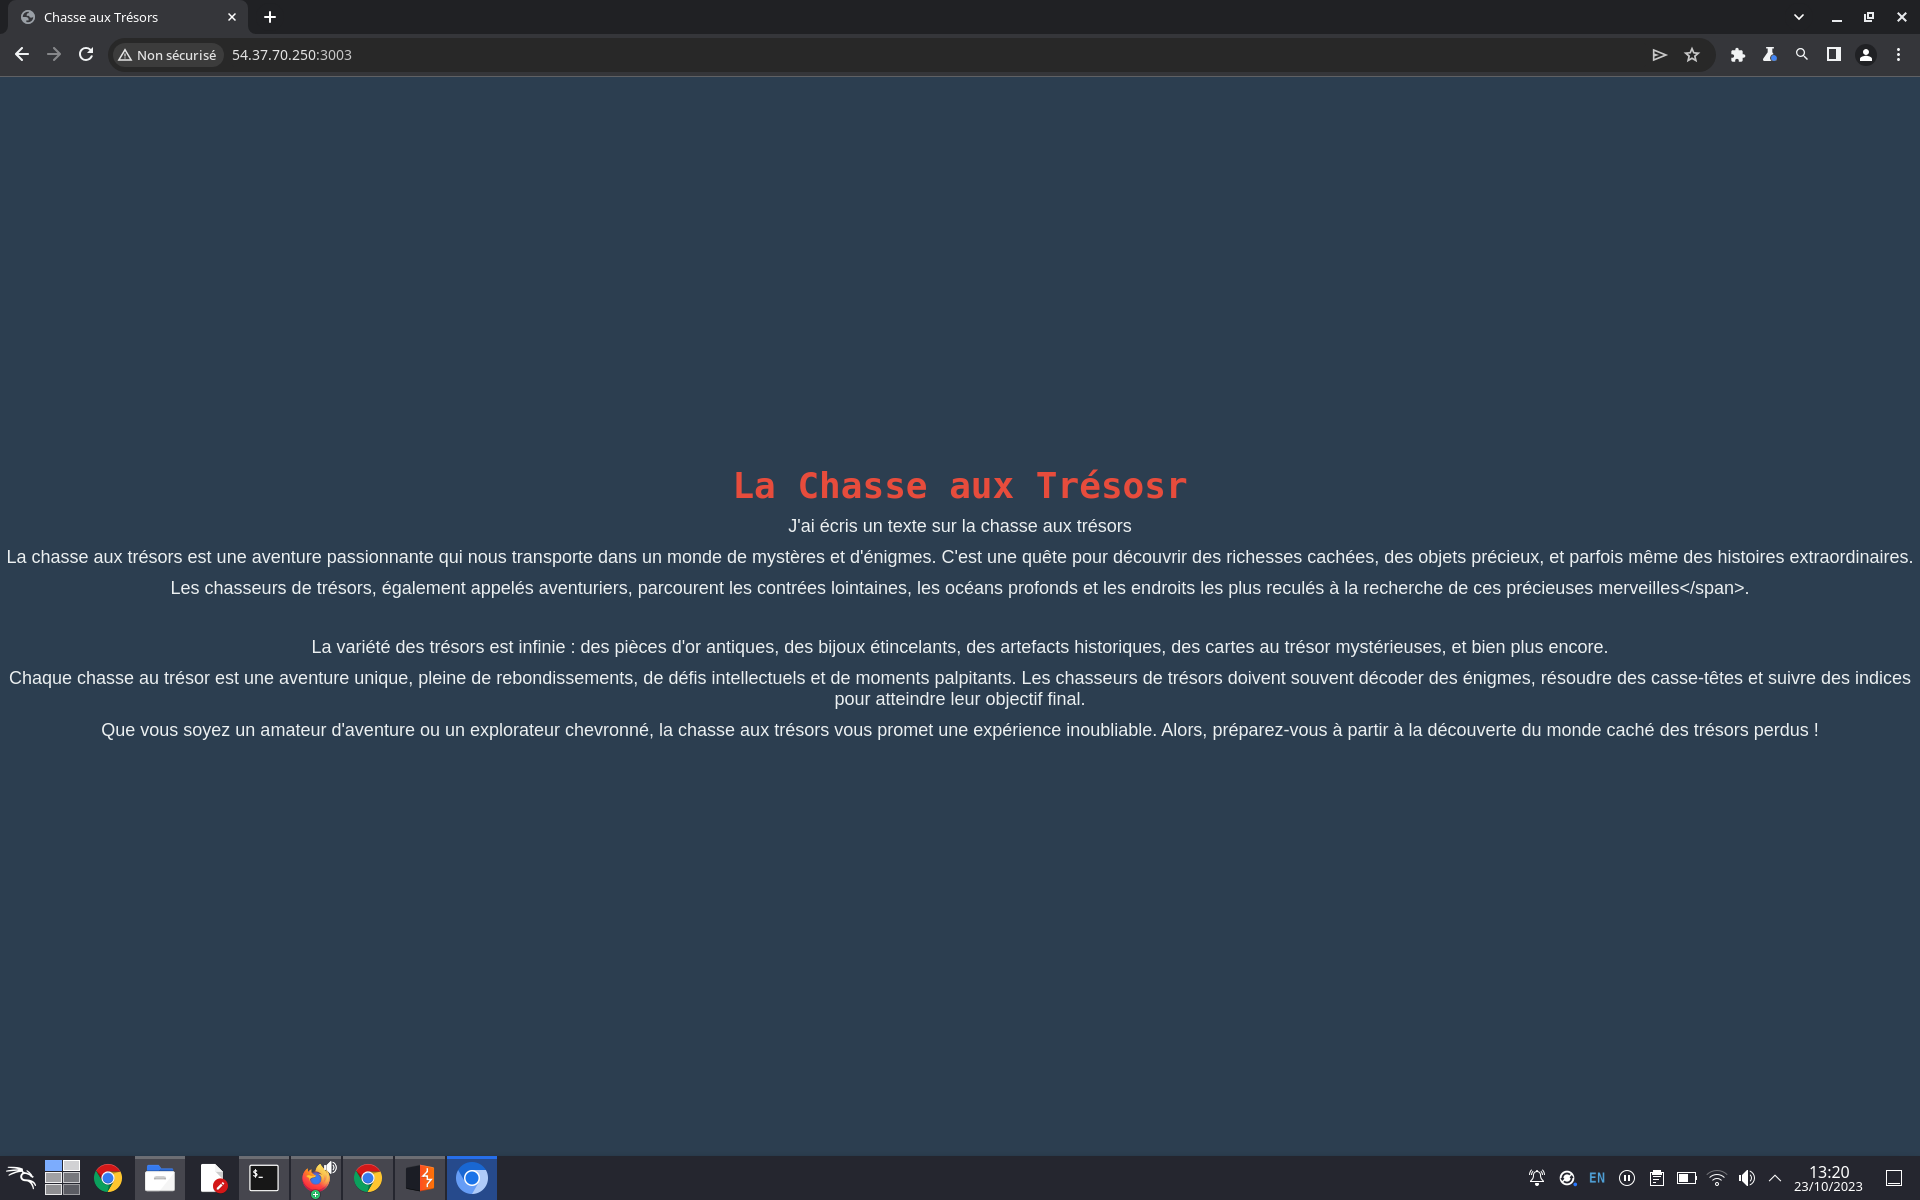 Chasse aux Trésors
Non sécurisé
54.37.70.250:3003
La Chasse aux Trésosr
J'ai écris un texte sur la chasse aux trésors
La chasse aux trésors est une aventure passionnante qui nous transporte dans un monde de mystères et d'énigmes. C'est une quête pour découvrir des richesses cachées, des objets précieux, et parfois même des histoires extraordinaires.
Les chasseurs de trésors, également appelés aventuriers, parcourent les contrées lointaines, les océans profonds et les endroits les plus reculés à la recherche de ces précieuses merveilles</span>.
La variété des trésors est infinie : des pièces d'or antiques, des bijoux étincelants, des artefacts historiques, des cartes au trésor mystérieuses, et bien plus encore.
Chaque chasse au trésor est une aventure unique, pleine de rebondissements, de défis intellectuels et de moments palpitants. Les chasseurs de trésors doivent souvent décoder des énigmes, résoudre des casse-têtes et suivre des indices
pour atteindre leur objectif final.
Que vous soyez un amateur d'aventure ou un explorateur chevronné, la chasse aux trésors vous promet une expérience inoubliable. Alors, préparez-vous à partir à la découverte du monde caché des trésors perdus !
$_
EN
13:20
23/10/2023